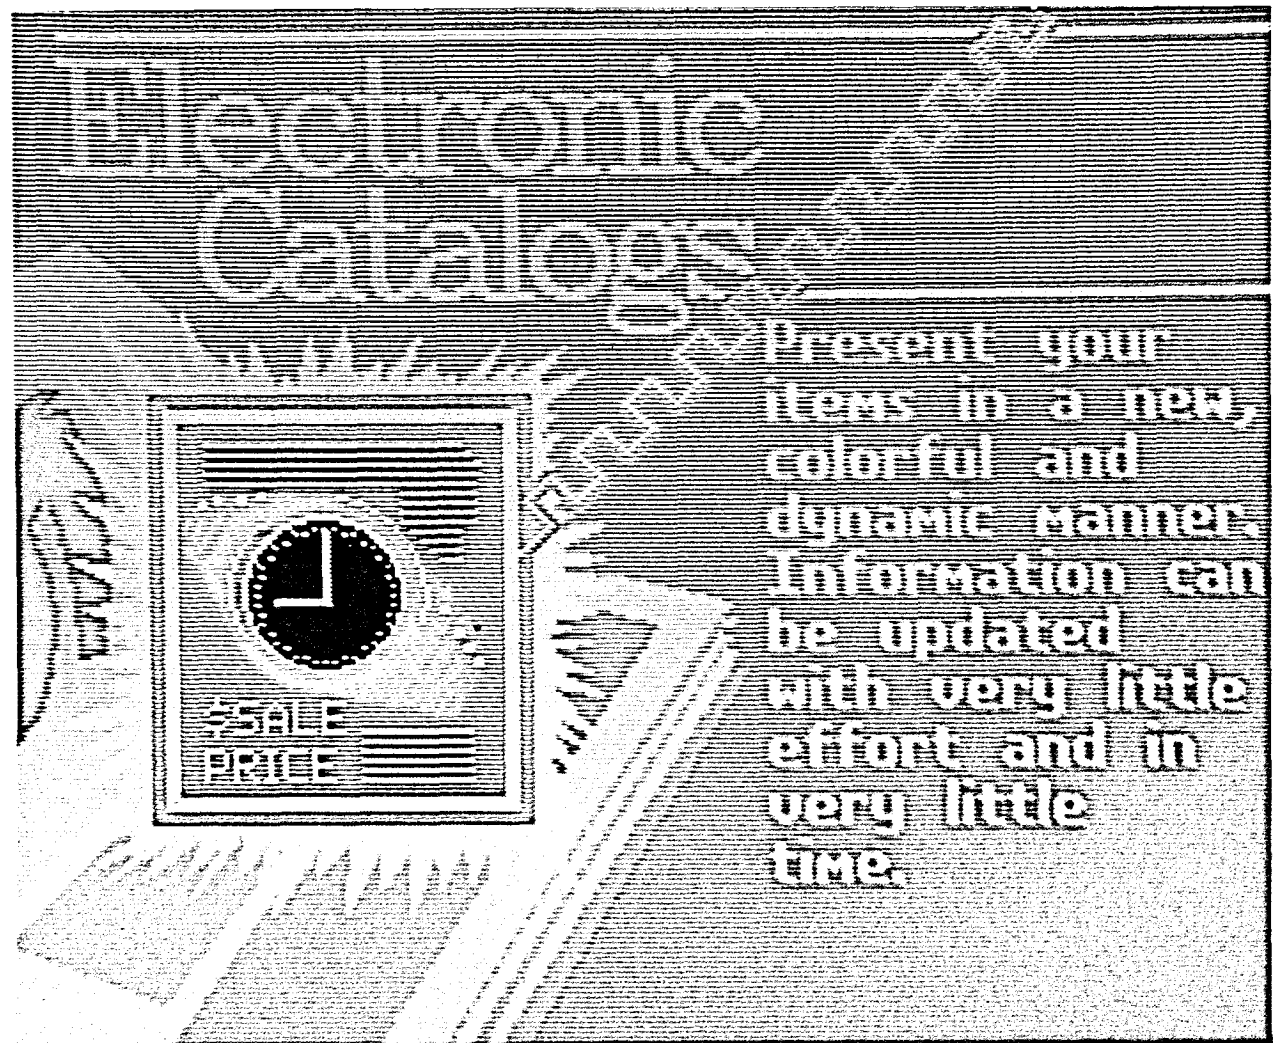 Electronic
Catalogs
Present your
items in a new,
colorful and
dynamic manner.
Information can
be updated
with very little
effort and in
very little
time.
$SALE
PRICE